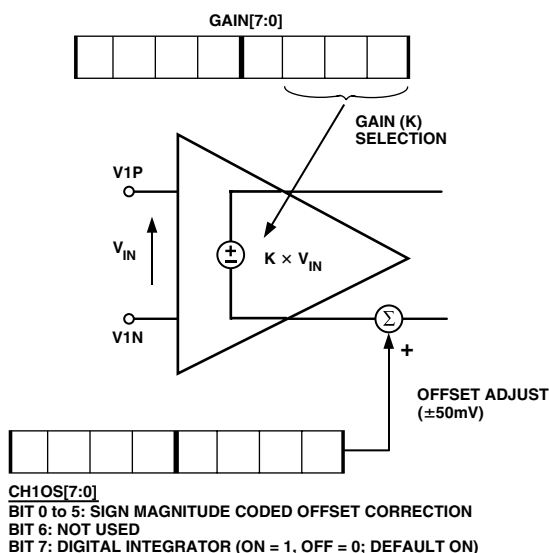 GAIN[7:0]
GAIN (K)
SELECTION
V1P
VIN
K × VIN
V1N
Σ
+
OFFSET ADJUST
(±50mV)
CH1OS[7:0]
BIT 0 to 5: SIGN MAGNITUDE CODED OFFSET CORRECTION
BIT 6: NOT USED
BIT 7: DIGITAL INTEGRATOR (ON = 1, OFF = 0; DEFAULT ON)